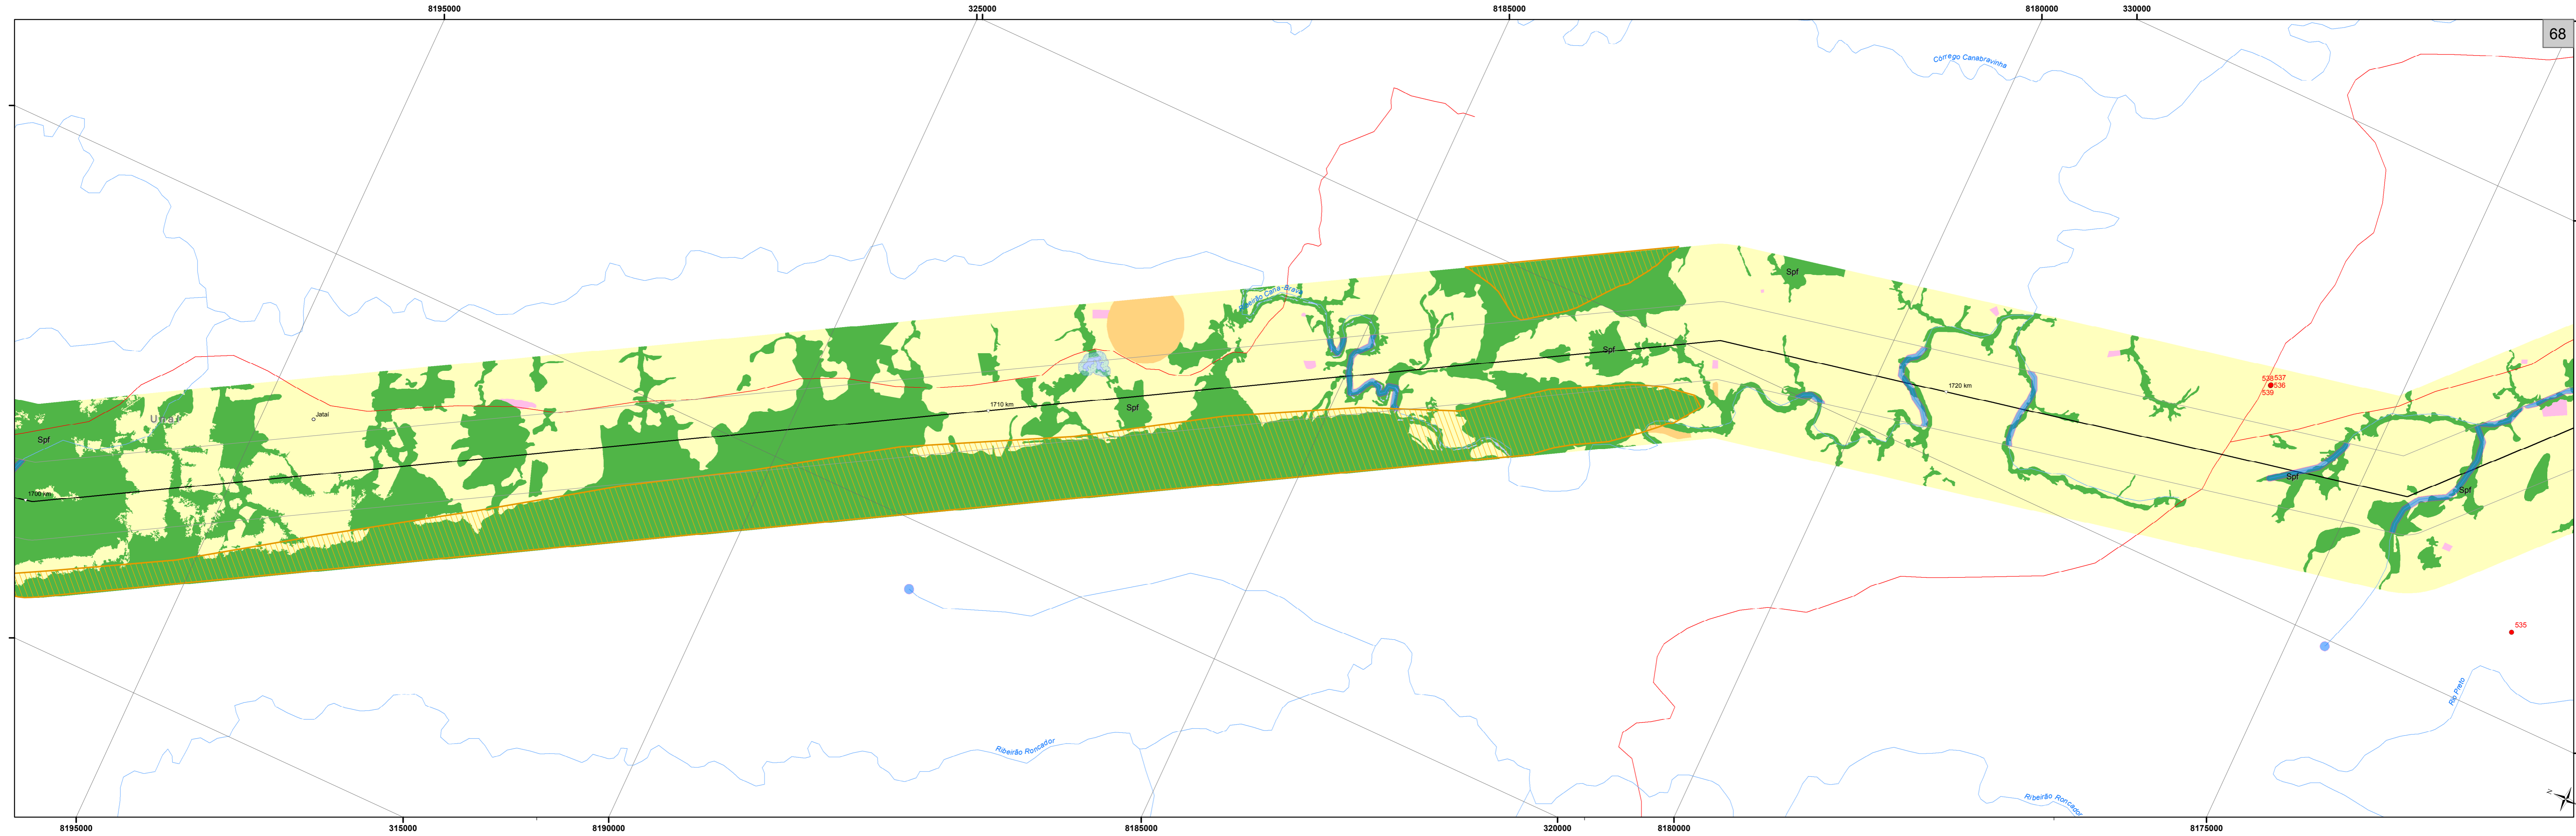 8195000
325000
8185000
8180000
330000
68
Córrego Canabravinha
Ribeirão Cana-Brava
Spf
Spf
538
537
536
539
1720 km
1710 km
Spf
Jataí
Spf
1700 km
Spf
Spf
535
Rio Preto
Ribeirão Roncador
Ribeirão Roncador
N
8195000
315000
8190000
8185000
320000
8180000
8175000